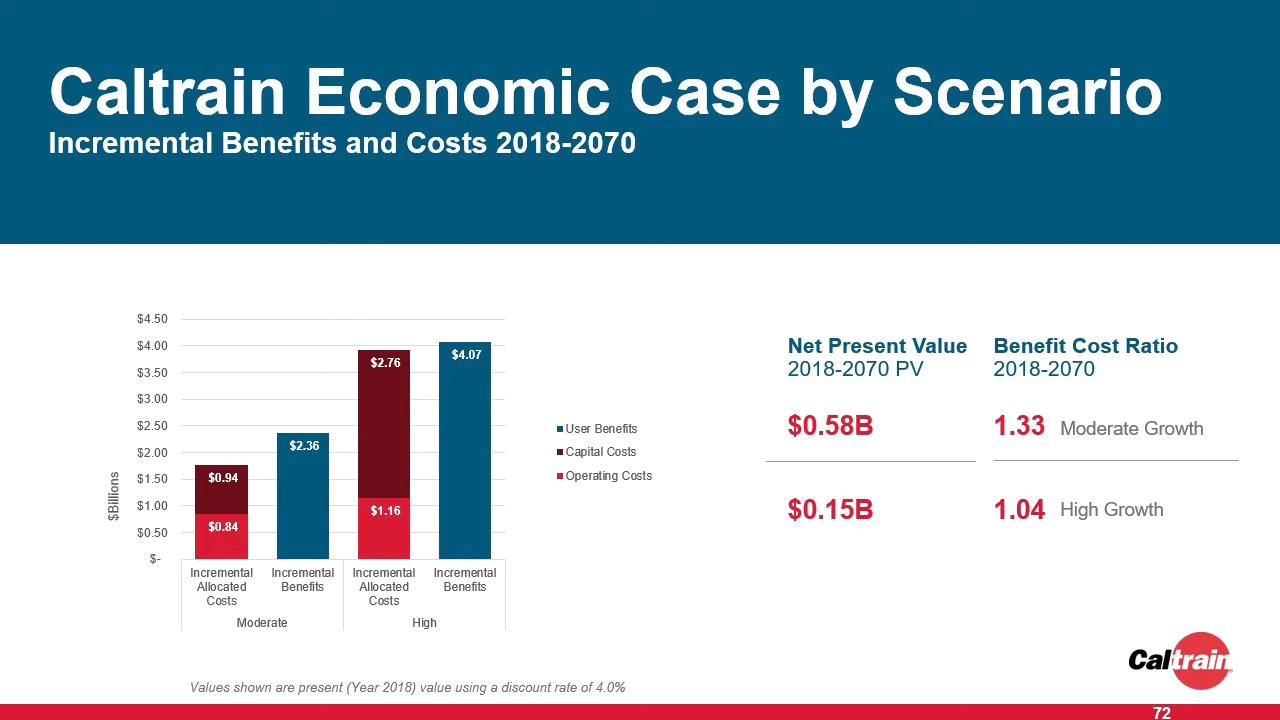 Caltrain Economic Case by Scenario
Incremental Benefits and Costs 2018-2070
$4.50
$4.00
$3.50
$3.00
$2.50
$2.00
$1.50
$1.00
$0.50
$-
$Billions
$0.94
$0.84
$2.36
$2.76
$1.16
$4.07
Incremental Allocated Costs
Incremental Benefits
Incremental Allocated Costs
Incremental Benefits
Moderate
High
User Benefits
Capital Costs
Operating Costs
Net Present Value
2018-2070 PV
$0.58B
$0.15B
Benefit Cost Ratio
2018-2070
1.33 Moderate Growth
1.04 High Growth
Values shown are present (Year 2018) value using a discount rate of 4.0%
Caltrain
72